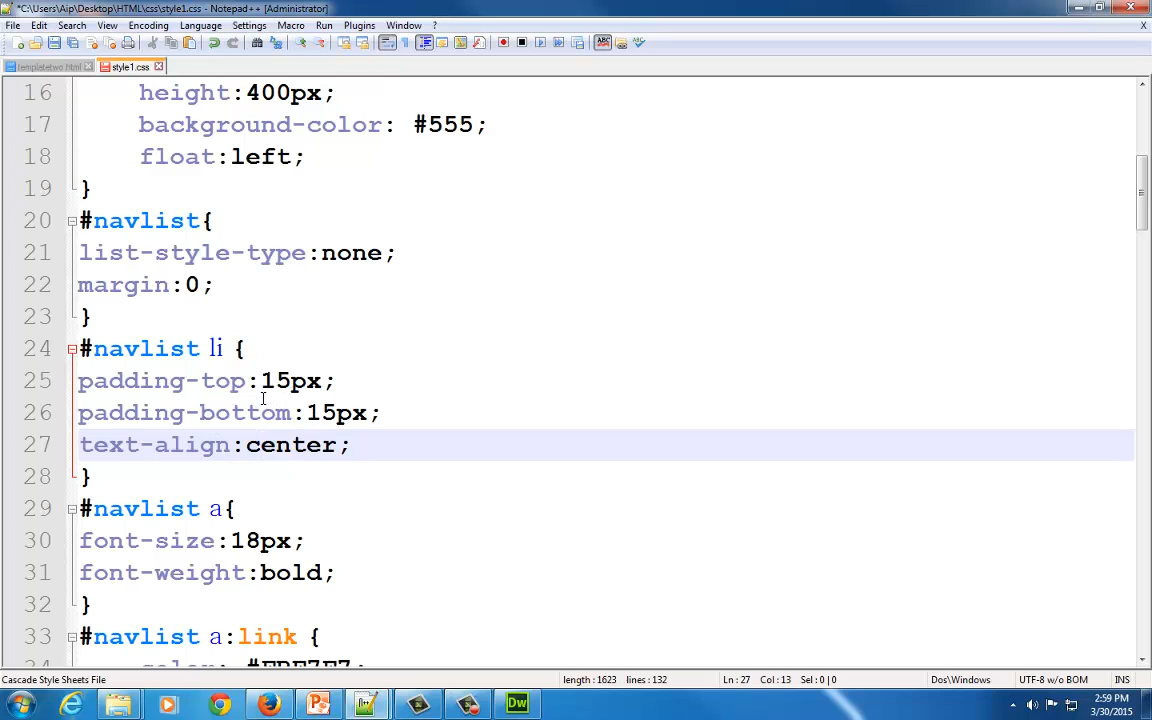 *C:\Users\Aip\Desktop\HTML\css\style1.css - Notepad++ [Administrator]
File Edit Search View Encoding Language Settings Macro Run Plugins Window ? X
templatetwo.html style1.css
16 height:400px;
17 background-color: #555;
18 float:left;
19 }
20 #navlist{
21 list-style-type:none;
22 margin:0;
23 }
24 #navlist li {
25 padding-top:15px;
26 padding-bottom:15px;
27 text-align:center;
28 }
29 #navlist a{
30 font-size:18px;
31 font-weight:bold;
32 }
33 #navlist a:link {
Cascade Style Sheets File length : 1623 lines : 132 Ln : 27 Col : 13 Sel : 0 | 0 Dos\Windows UTF-8 w/o BOM INS
2:59 PM
3/30/2015